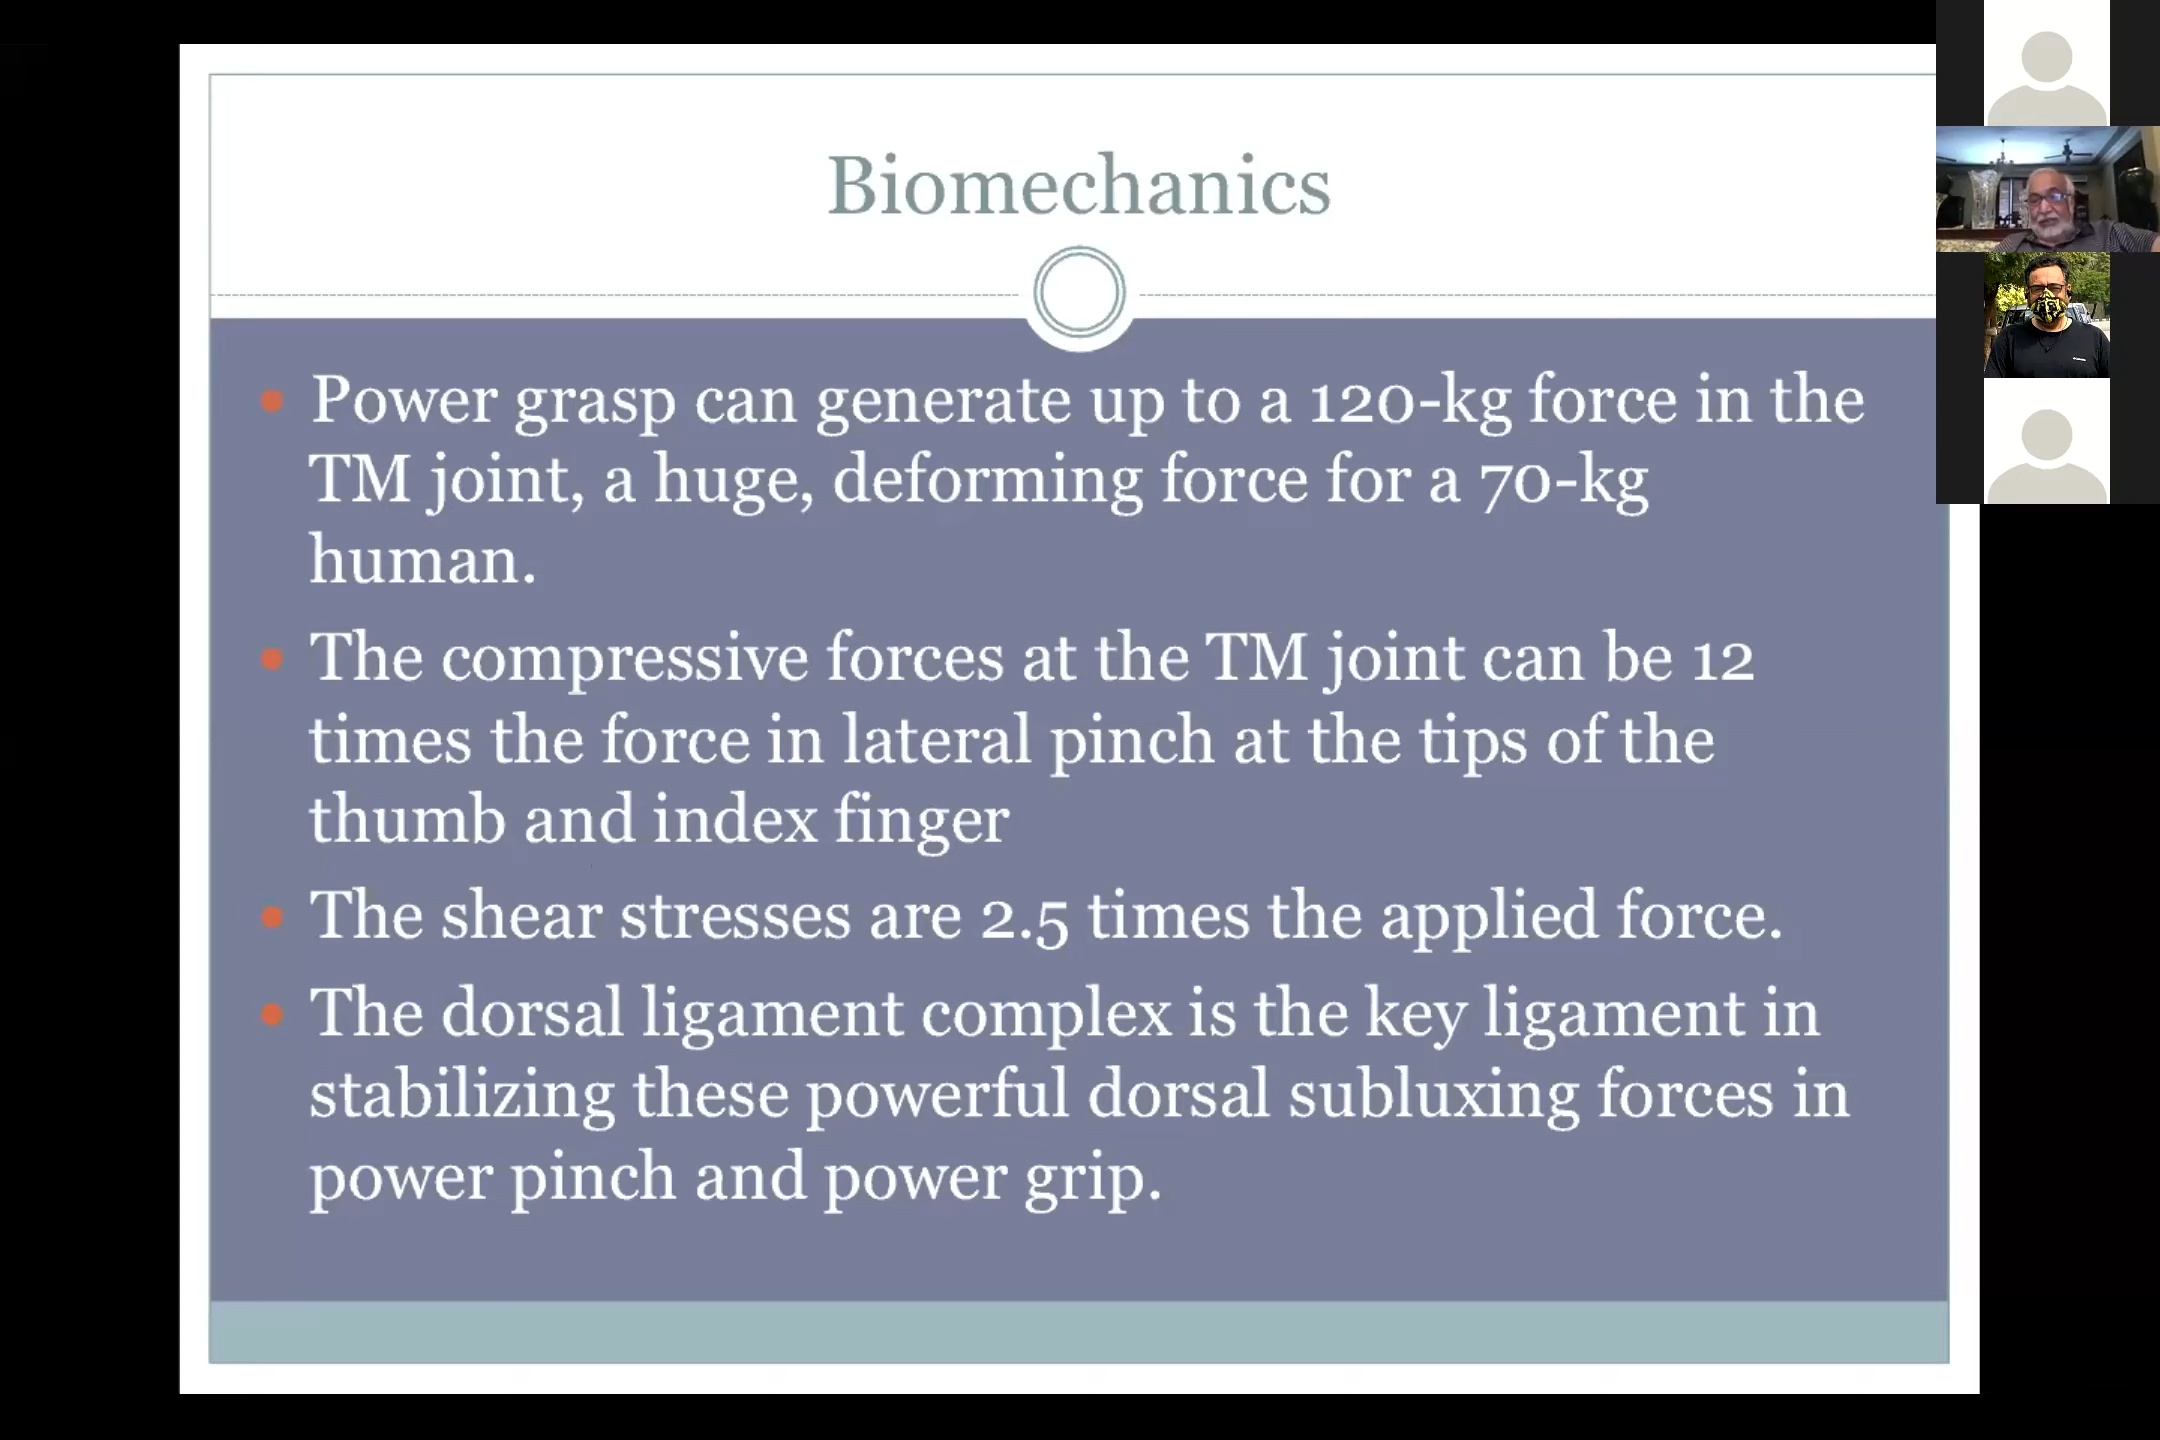 Biomechanics
Power grasp can generate up to a 120-kg force in the
TM joint, a huge, deforming force for a 70-kg
human.
The compressive forces at the TM joint can be 12
times the force in lateral pinch at the tips of the
thumb and index finger
The shear stresses are 2.5 times the applied force.
The dorsal ligament complex is the key ligament in
stabilizing these powerful dorsal subluxing forces in
power pinch and power grip.